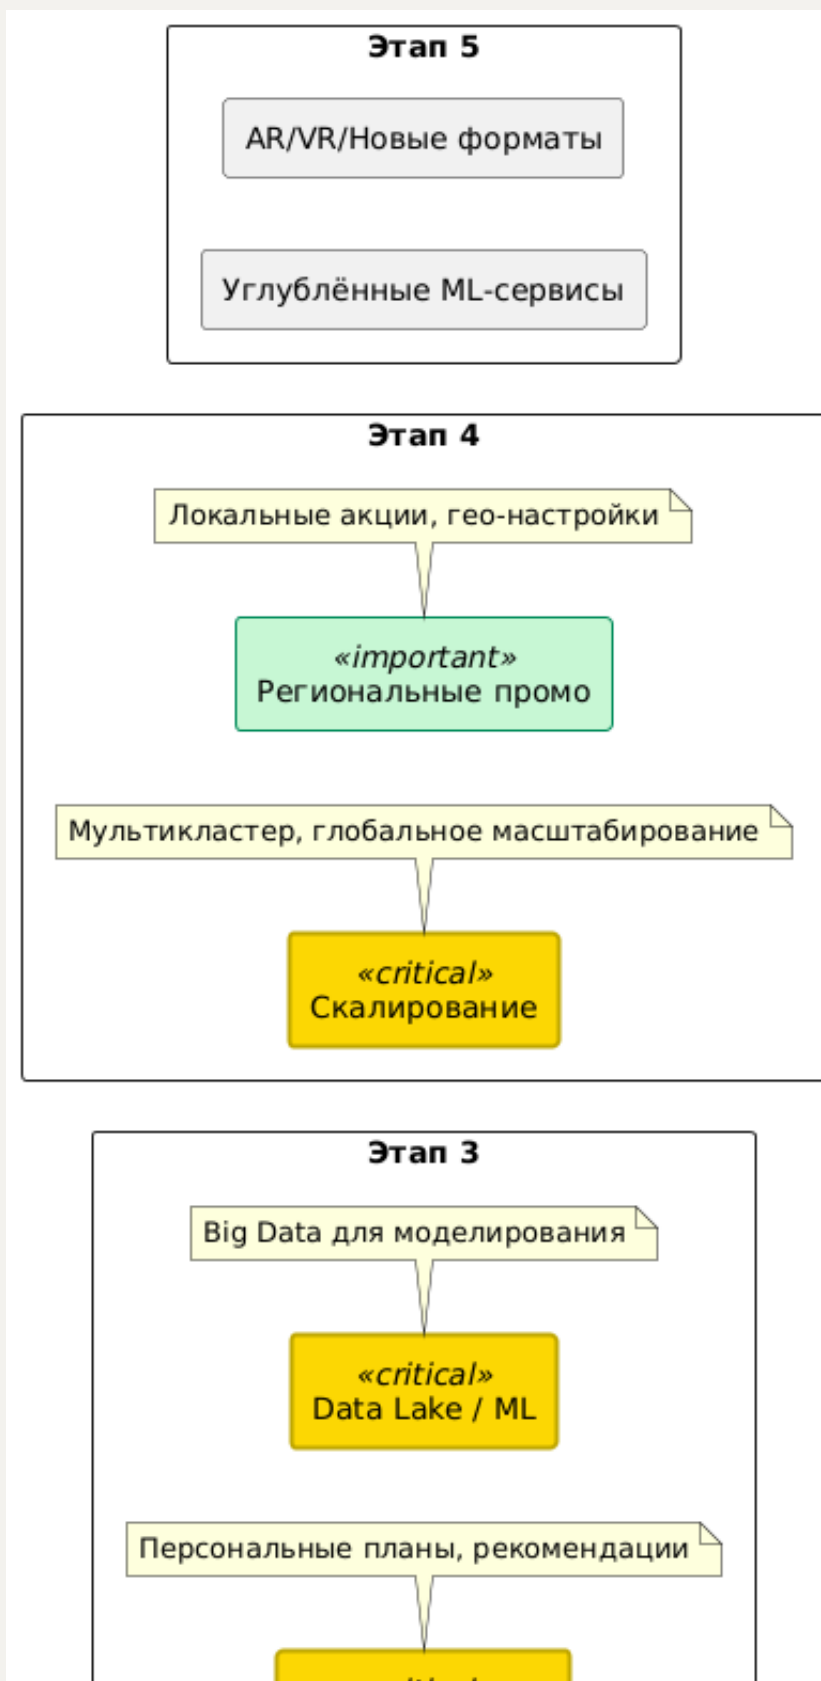 Этап 5
AR/VR/Новые форматы
Углублённые ML-сервисы
Этап 4
Локальные акции, гео-настройки
«important»
Региональные промо
Мультикластер, глобальное масштабирование
«critical»
Скалирование
Этап 3
Big Data для моделирования
«critical»
Data Lake / ML
Персональные планы, рекомендации